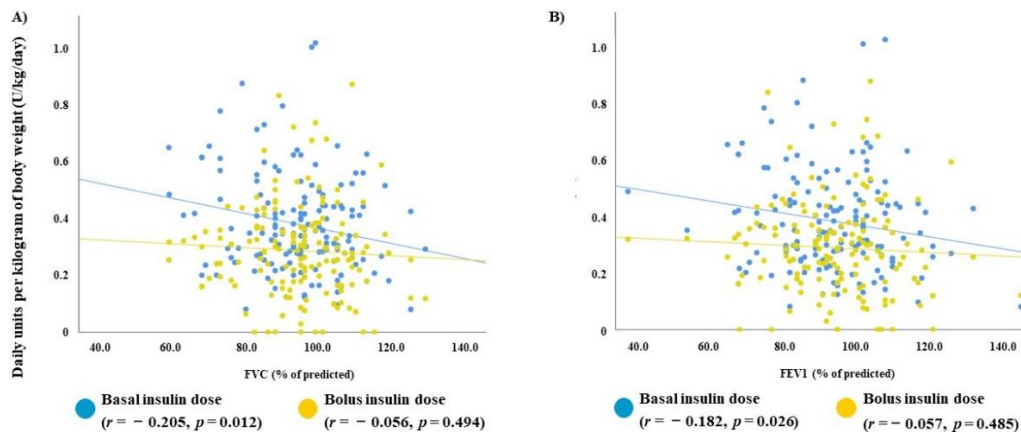 A)
B)
Daily units per kilogram of body weight (U/kg/day)
1.0
0.8
0.6
0.4
0.2
0
40.0 60.0 80.0 100.0 120.0 140.0
FVC (% of predicted)
1.0
0.8
0.6
0.4
0.2
0
40.0 60.0 80.0 100.0 120.0 140.0
FEV1 (% of predicted)
Basal insulin dose
(r = − 0.205, p = 0.012)
Bolus insulin dose
(r = − 0.056, p = 0.494)
Basal insulin dose
(r = − 0.182, p = 0.026)
Bolus insulin dose
(r = − 0.057, p = 0.485)